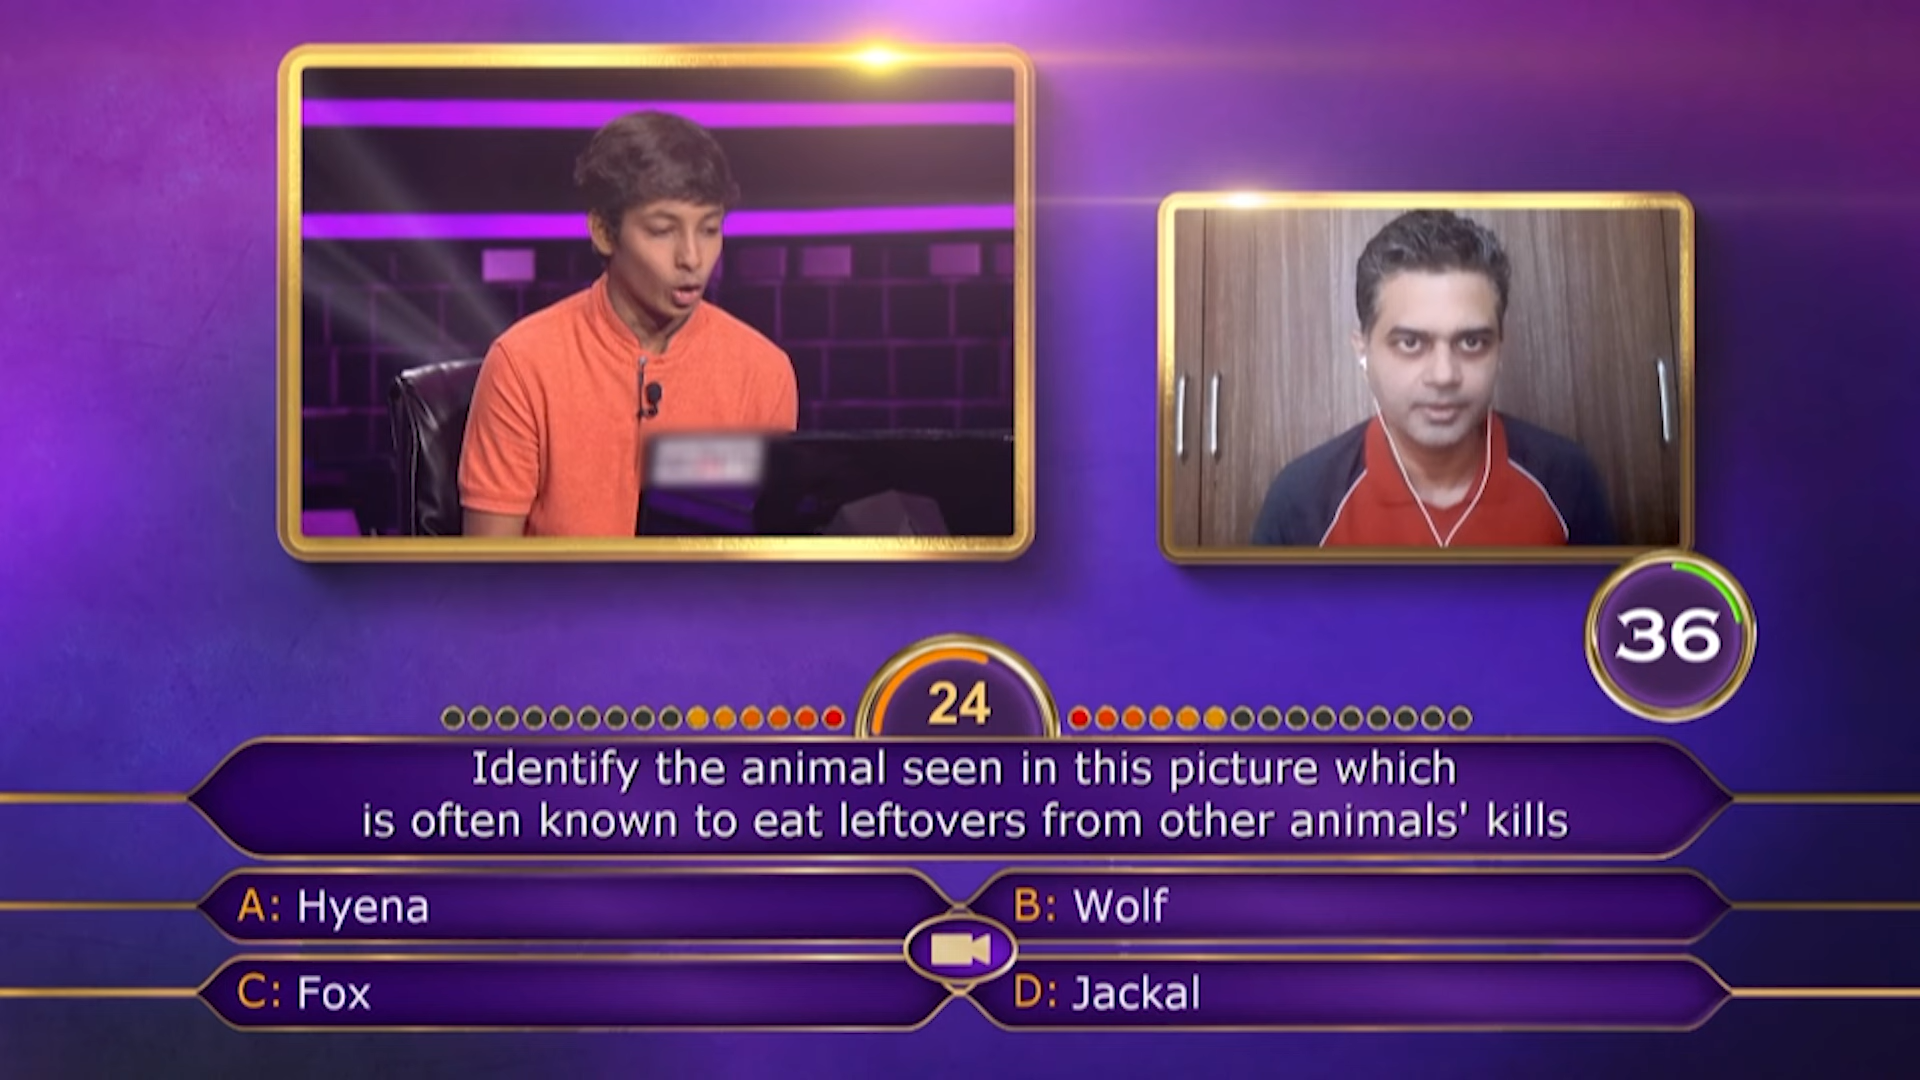 36
24
Identify the animal seen in this picture which
is often known to eat leftovers from other animals' kills
A: Hyena
B: Wolf
C: Fox
D: Jackal